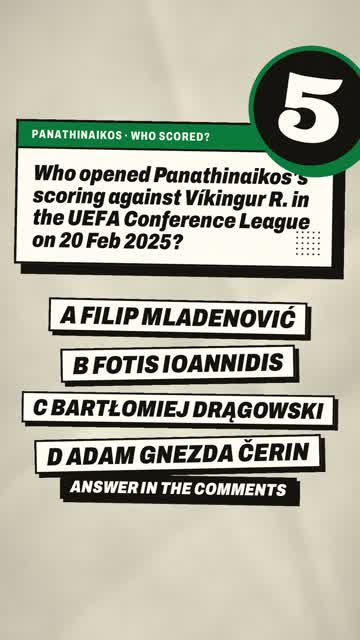 5
PANATHINAIKOS · WHO SCORED?
Who opened Panathinaikos's
scoring against Víkingur R. in
the UEFA Conference League
on 20 Feb 2025?
A FILIP MLADENOVIĆ
B FOTIS IOANNIDIS
C BARTŁOMIEJ DRĄGOWSKI
D ADAM GNEZDA ČERIN
ANSWER IN THE COMMENTS